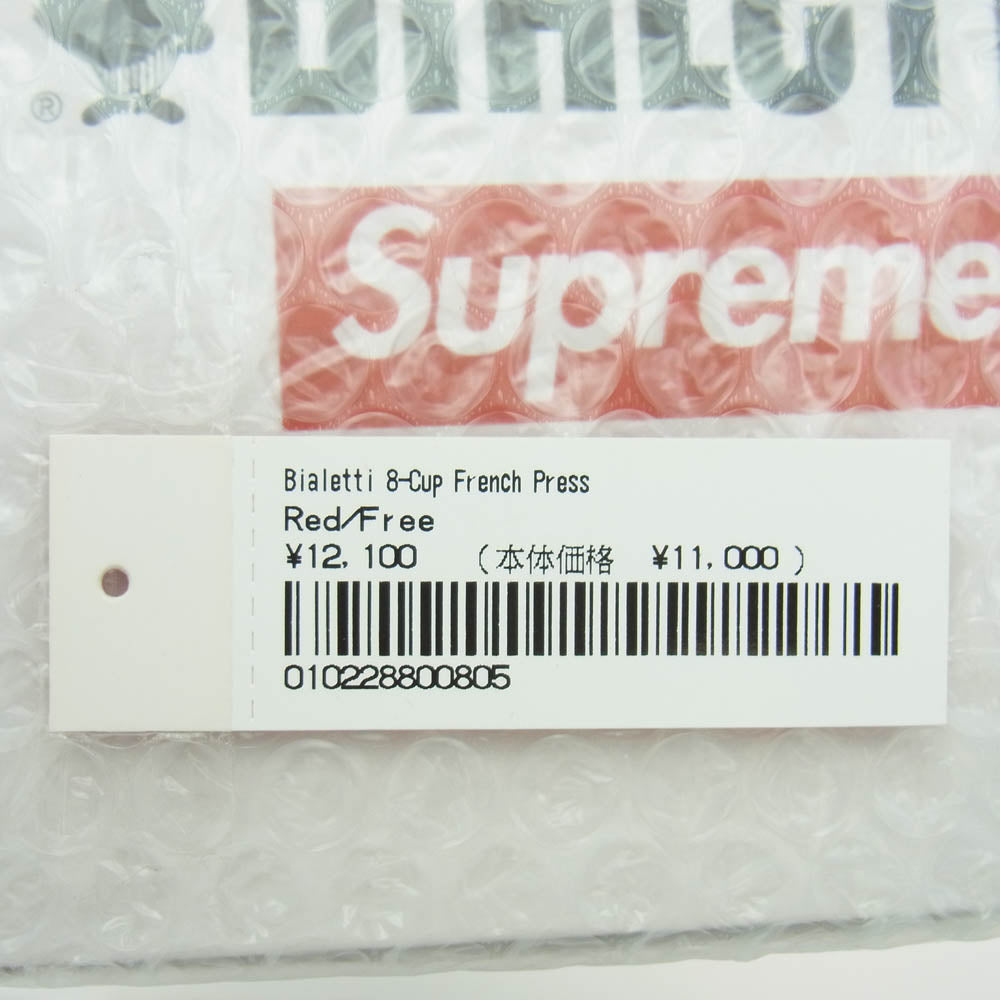 ®
Supreme
Bialetti 8-Cup French Press
Red/Free
¥12,100 (本体価格 ¥11,000)
010228800805